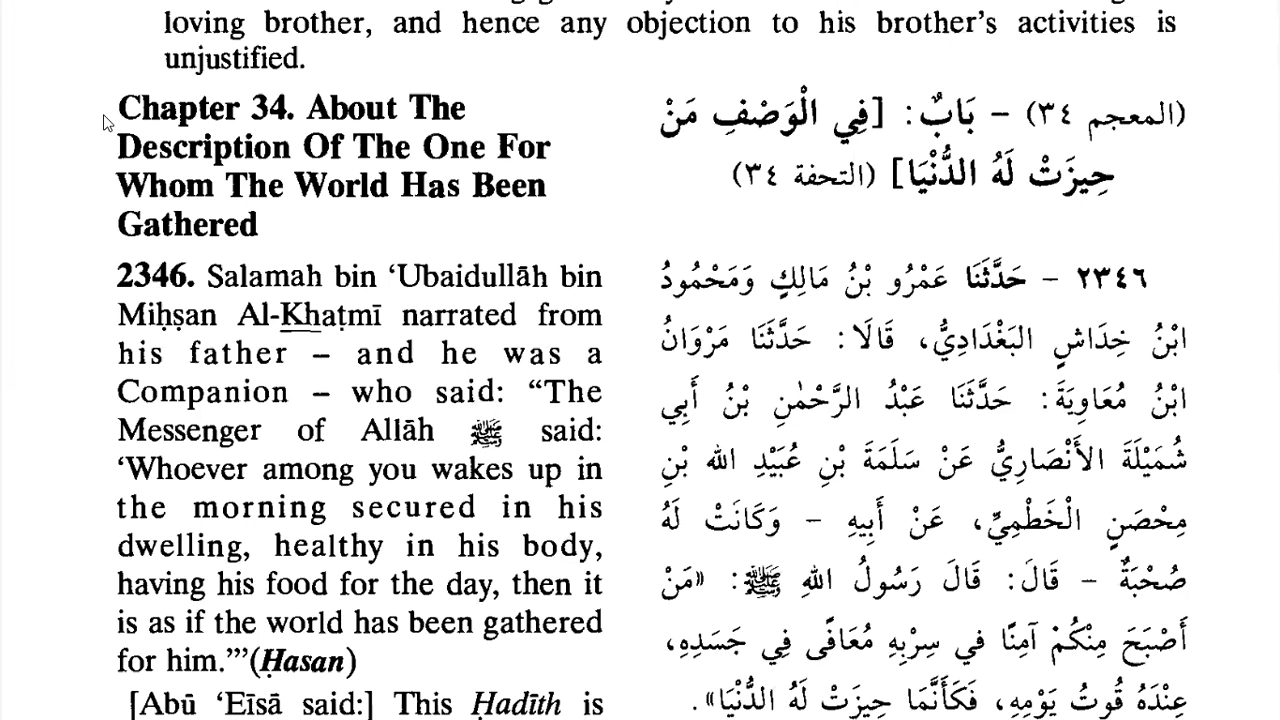 loving brother, and hence any objection to his brother's activities is
unjustified.
Chapter 34. About The
Description Of The One For
Whom The World Has Been
Gathered
(المعجم ٣٤) - بَابٌ: [فِي الْوَصْفِ مَنْ
حِيزَتْ لَهُ الدُّنْيَا] (التحفة ٣٤)
2346. Salamah bin ‘Ubaidullāh bin
Miḥṣan Al-Khaṭmī narrated from
his father – and he was a
Companion – who said: “The
Messenger of Allāh ﷺ said:
‘Whoever among you wakes up in
the morning secured in his
dwelling, healthy in his body,
having his food for the day, then it
is as if the world has been gathered
for him.’”(Ḥasan)
[Abū ‘Eīsā said:] This Ḥadīth is
٢٣٤٦ - حَدَّثَنَا عَمْرُو بْنُ مَالِكٍ وَمَحْمُودُ
ابْنُ خِدَاشٍ البَغْدَادِيُّ، قَالَا: حَدَّثَنَا مَرْوَانُ
ابْنُ مُعَاوِيَةَ: حَدَّثَنَا عَبْدُ الرَّحْمٰنِ بْنُ أَبِي
شُمَيْلَةَ الأَنْصَارِيُّ عَنْ سَلَمَةَ بْنِ عُبَيْدِ الله بْنِ
مِحْصَنٍ الْخَطْمِيِّ، عَنْ أَبِيهِ – وَكَانَتْ لَهُ
صُحْبَةٌ – قَالَ: قَالَ رَسُولُ اللهِ ﷺ: «مَنْ
أَصْبَحَ مِنْكُمْ آمِنًا في سِرْبِهِ مُعَافًى فِي جَسَدِهِ،
عِنْدَهُ قُوتُ يَوْمِهِ، فَكَأَنَّمَا حِيزَتْ لَهُ الدُّنْيَا».